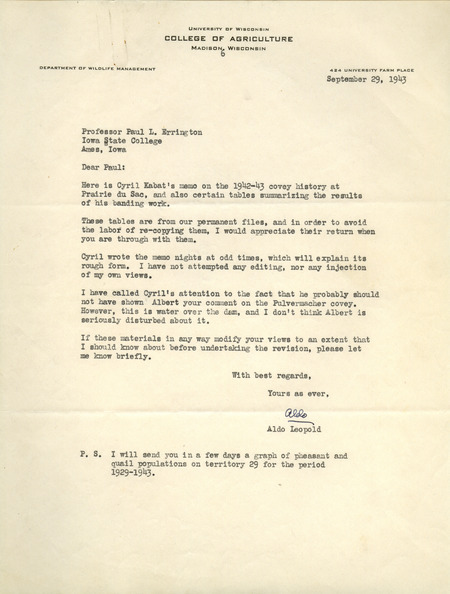 UNIVERSITY OF WISCONSIN
COLLEGE OF AGRICULTURE
MADISON, WISCONSIN
6
DEPARTMENT OF WILDLIFE MANAGEMENT
424 UNIVERSITY FARM PLACE
September 29, 1943
Professor Paul L. Errington
Iowa State College
Ames, Iowa
Dear Paul:
Here is Cyril Kabat's memo on the 1942-43 covey history at
Prairie du Sac, and also certain tables summarizing the results
of his banding work.
These tables are from our permanent files, and in order to avoid
the labor of re-copying them, I would appreciate their return when
you are through with them.
Cyril wrote the memo nights at odd times, which will explain its
rough form. I have not attempted any editing, nor any injection
of my own views.
I have called Cyril's attention to the fact that he probably should
not have shown Albert your comment on the Pulvermacher covey.
However, this is water over the dam, and I don't think Albert is
seriously disturbed about it.
If these materials in any way modify your views to an extent that
I should know about before undertaking the revision, please let
me know briefly.
With best regards,
Yours as ever,
Aldo
Aldo Leopold
P. S. I will send you in a few days a graph of pheasant and
quail populations on territory 29 for the period
1929-1943.